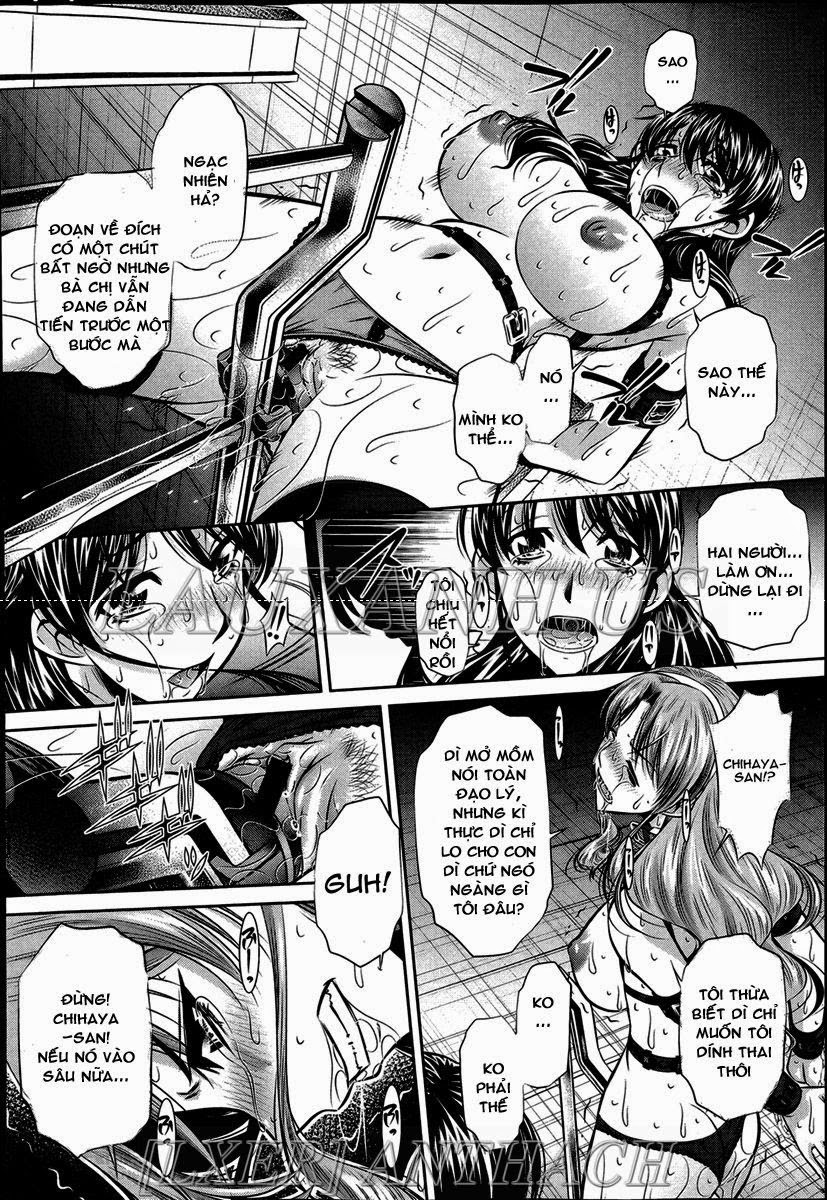 SAO
...
NGẠC
NHIÊN
HẢ?
ĐOẠN VỀ ĐÍCH
CÓ MỘT CHÚT
BẤT NGỜ NHƯNG
BÀ CHỊ VẪN
ĐANG DẪN
TIẾN TRƯỚC MỘT
BƯỚC MÀ
SAO THẾ
NÀY...
NÓ
...
MÌNH KO
THỂ...
HAI NGƯỜI...
LÀM ƠN...
DỪNG LẠI ĐI
...
TÔI
CHỊU
HẾT
NỔI
RỒI
LAUXANH.US
CHIHAYA-
SAN!?
DÌ MỞ MỒM
NÓI TOÀN
ĐẠO LÝ,
NHƯNG KÌ
THỰC DÌ CHỈ
LO CHO CON
DÌ CHỨ NGÓ
NGÀNG GÌ
TÔI ĐÂU?
TÔI THỪA
BIẾT DÌ CHỈ
MUỐN TÔI
DÍNH THAI
THÔI
GUH!
KO
...
KO
PHẢI
THẾ
ĐỪNG!
CHIHAYA
-SAN!
NẾU NÓ VÀO
SÂU NỮA...
[LXER] ANTHACH